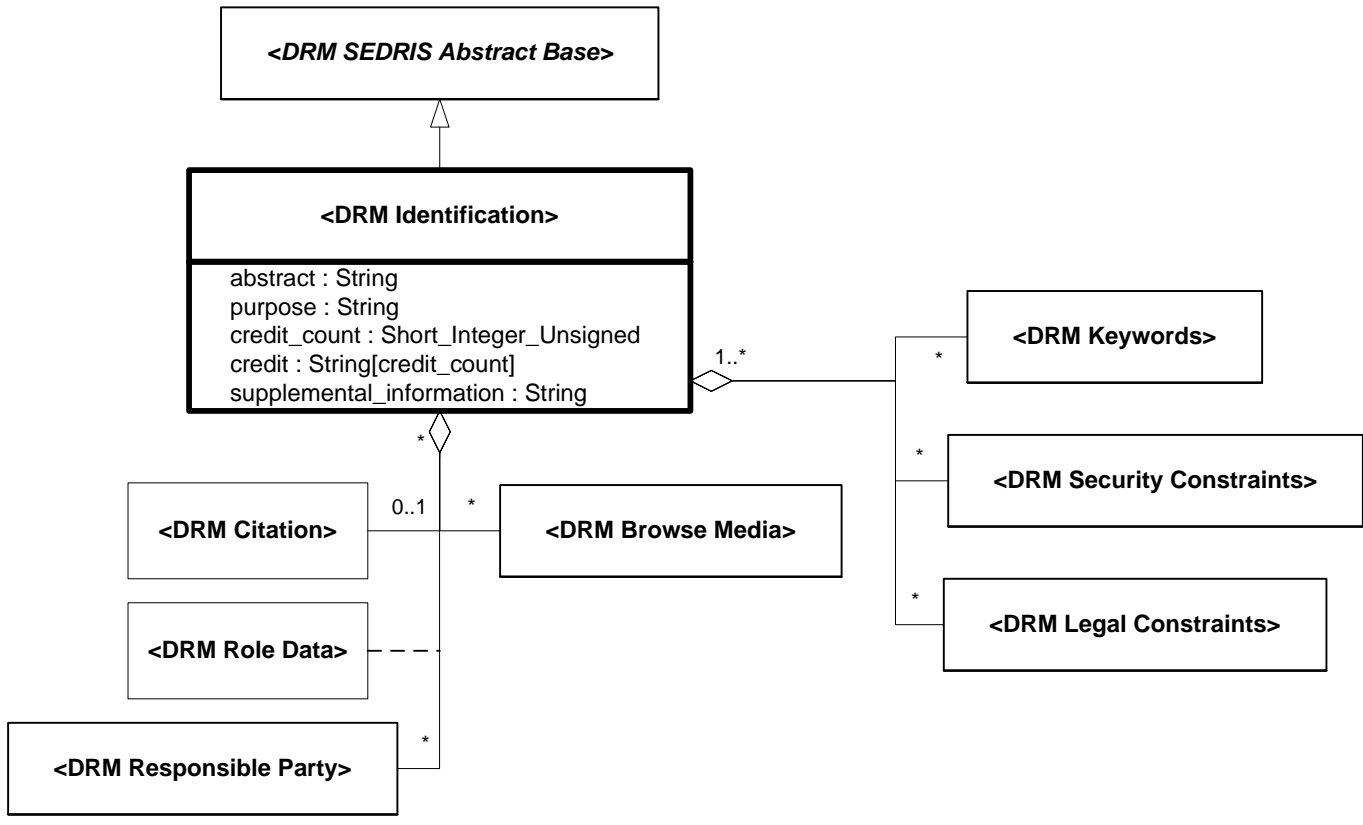 <DRM SEDRIS Abstract Base>
<DRM Identification>
abstract : String
purpose : String
credit_count : Short_Integer_Unsigned
credit : String[credit_count]
supplemental_information : String
1..*
*
<DRM Keywords>
*
<DRM Security Constraints>
*
<DRM Legal Constraints>
*
<DRM Citation>
0..1
*
<DRM Browse Media>
<DRM Role Data>
<DRM Responsible Party>
*